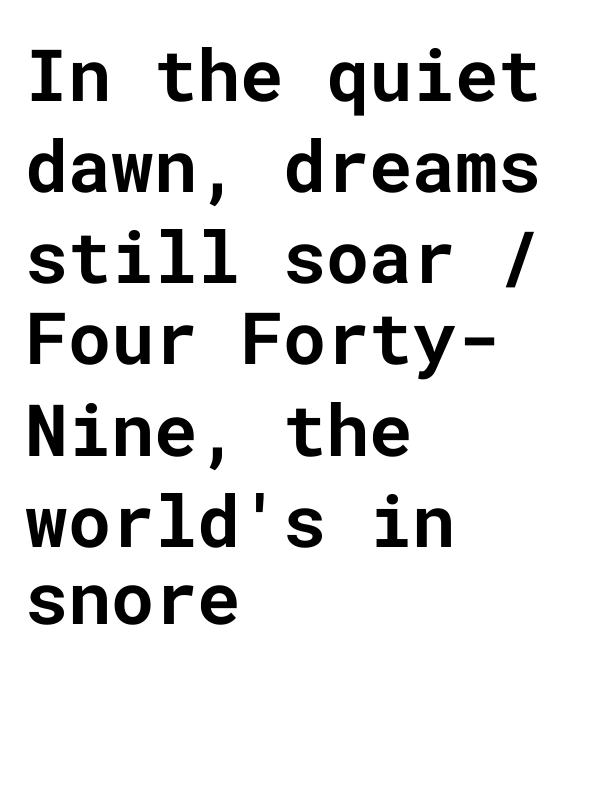 In the quiet
dawn, dreams
still soar /
Four Forty-
Nine, the
world's in
snore